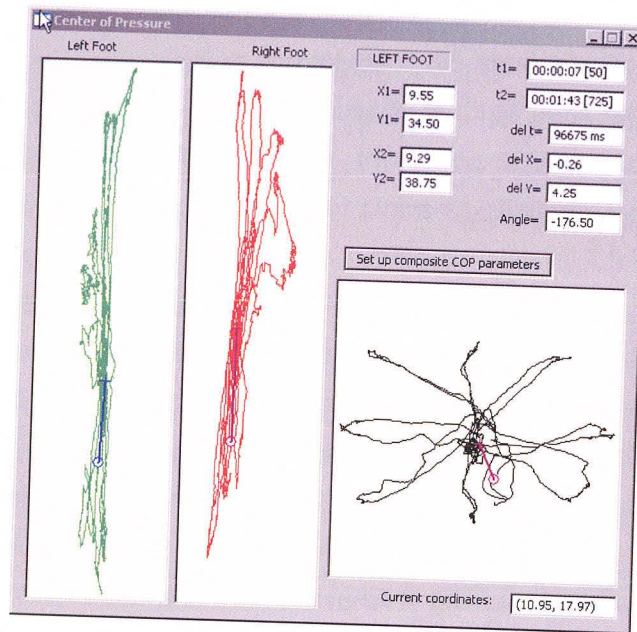 Center of Pressure
Left Foot
Right Foot
LEFT FOOT
X1= 9.55
Y1= 34.50
X2= 9.29
Y2= 38.75
t1= 00:00:07 [50]
t2= 00:01:43 [725]
del t= 96675 ms
del X= -0.26
del Y= 4.25
Angle= -176.50
Set up composite COP parameters
Current coordinates: (10.95, 17.97)